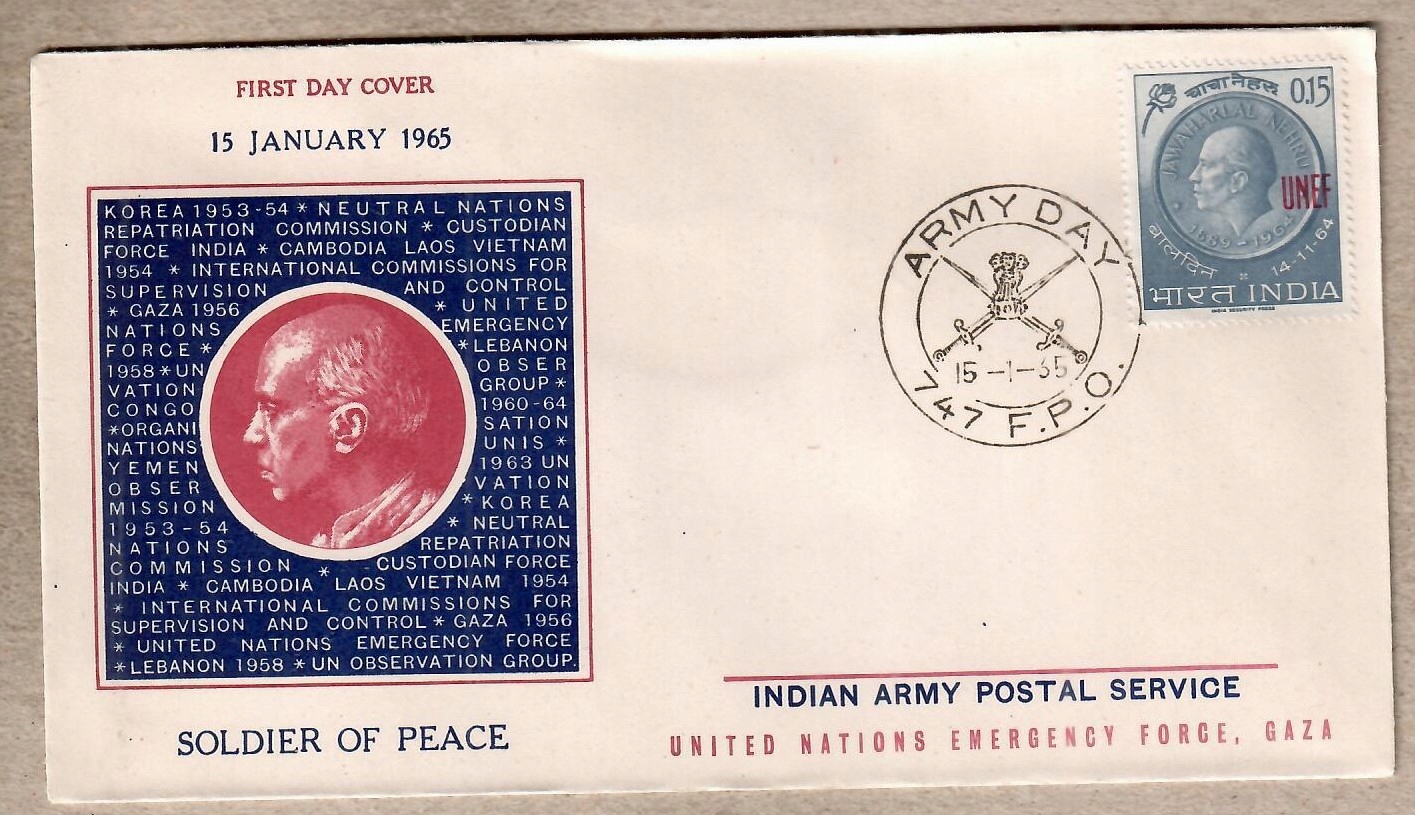 FIRST DAY COVER
15 JANUARY 1965
KOREA 1953-54 * NEUTRAL NATIONS
REPATRIATION COMMISSION * CUSTODIAN
FORCE INDIA * CAMBODIA LAOS VIETNAM
1954 * INTERNATIONAL COMMISSIONS FOR
SUPERVISION AND CONTROL
* GAZA 1956 * UNITED
NATIONS EMERGENCY
FORCE * * LEBANON
1958 * UN OBSER
VATION GROUP *
CONGO 1960-64
* ORGANI SATION
NATIONS UNIS *
YEMEN 1963 UN
OBSER VATION
MISSION * KOREA
1953-54 * NEUTRAL
NATIONS REPATRIATION
COMMISSION * CUSTODIAN FORCE
INDIA * CAMBODIA LAOS VIETNAM 1954
* INTERNATIONAL COMMISSIONS FOR
SUPERVISION AND CONTROL * GAZA 1956
* UNITED NATIONS EMERGENCY FORCE
* LEBANON 1958 * UN OBSERVATION GROUP.
SOLDIER OF PEACE
ARMY DAY
15-1-65
747 F.P.O.
चाचा नेहरू 0.15
JAWAHARLAL NEHRU
UNEF
1889-1964
बाल दिन * 14-11-64
भारत INDIA
INDIA SECURITY PRESS
INDIAN ARMY POSTAL SERVICE
UNITED NATIONS EMERGENCY FORCE, GAZA